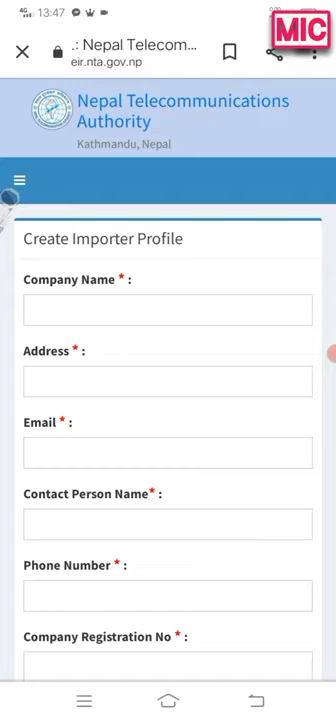 4G
13:47
MIC
.: Nepal Telecom...
eir.nta.gov.np
Nepal Telecommunications
Authority
Kathmandu, Nepal
Create Importer Profile
Company Name * :
Address * :
Email * :
Contact Person Name* :
Phone Number * :
Company Registration No * :